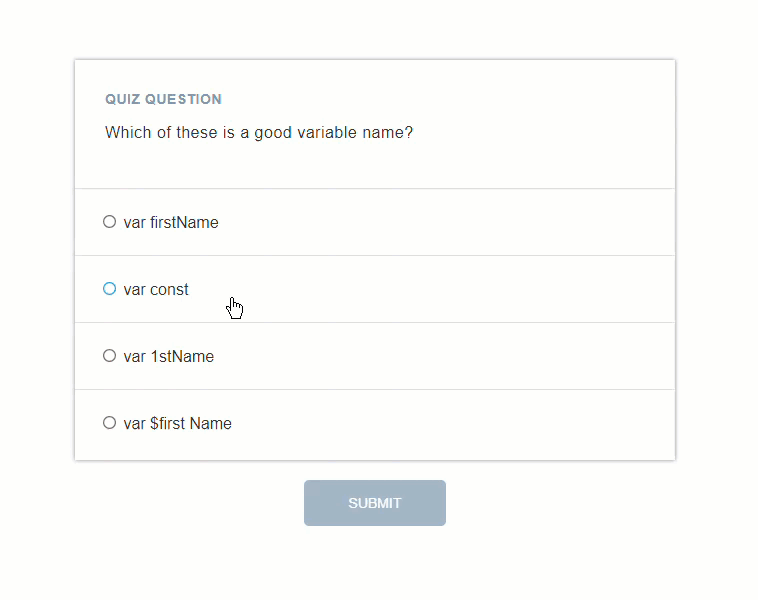 QUIZ QUESTION
Which of these is a good variable name?
var firstName
var const
var 1stName
var $first Name
SUBMIT